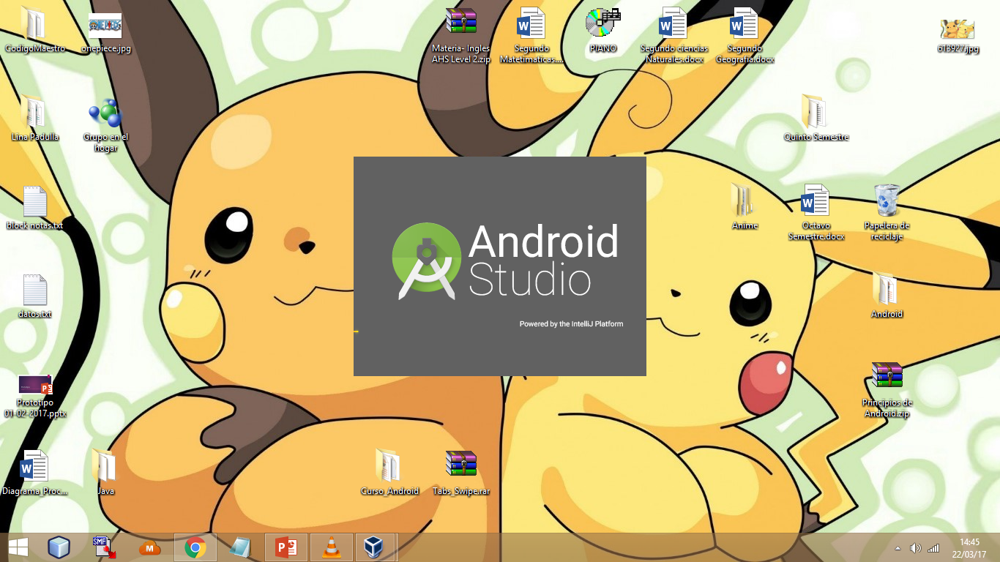 CodigoMaestro
onepiece.jpg
Materia- Ingles
AHS Level 2.zip
Segundo
Matetimaticas....
PIANO
Segundo ciencias
Naturales.docx
Segundo
Geografia.docx
613927.jpg
Lina Padulla
Grupo en el
hogar
Quinto Semestre
block notas.txt
Anime
Octavo
Semestre.docx
Papelera de
reciclaje
Android
Studio
Powered by the IntelliJ Platform
datos.txt
Android
Prototipo
01-02-2017.pptx
Principios de
Android.zip
Diagrama_Proc...
Java
Curso_Android
Tabs_Swipe.rar
SMF
M
14:45
22/03/17